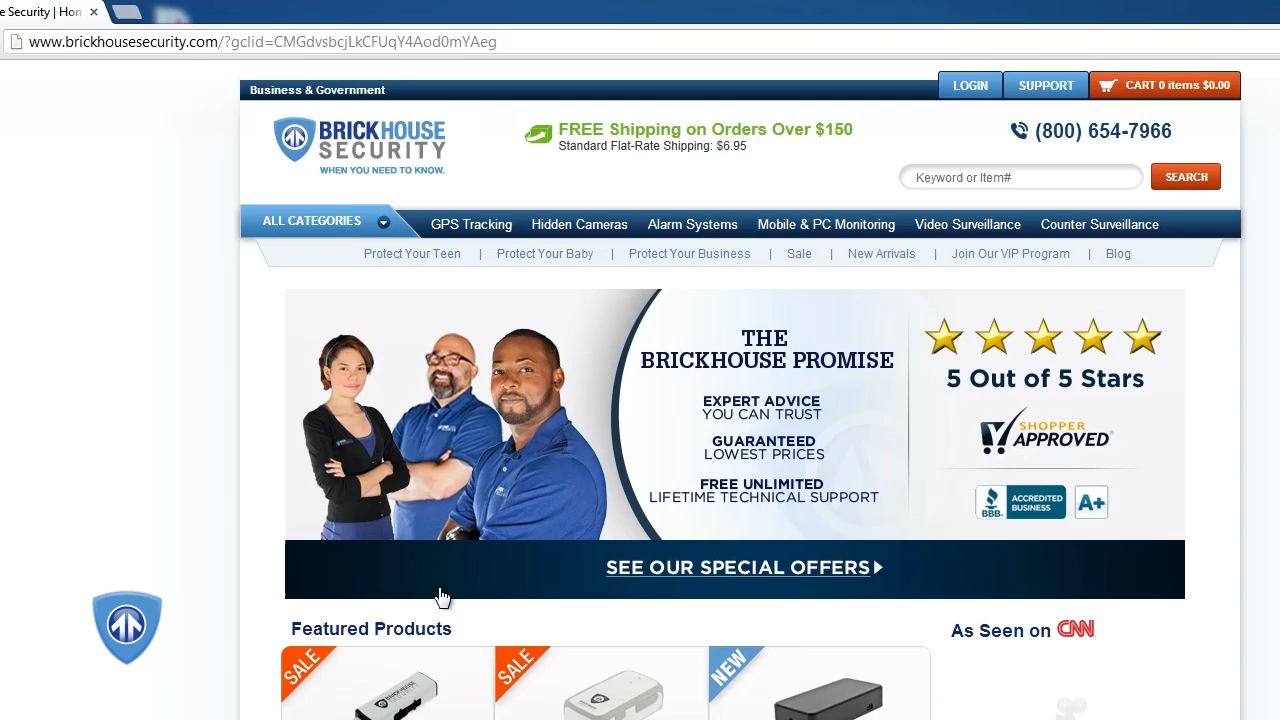 e Security | Hon
www.brickhousesecurity.com/?gclid=CMGdvsbcjLkCFUqY4Aod0mYAeg
Business & Government
LOGIN
SUPPORT
CART 0 items $0.00
BRICKHOUSE
SECURITY
WHEN YOU NEED TO KNOW.
FREE Shipping on Orders Over $150
Standard Flat-Rate Shipping: $6.95
(800) 654-7966
Keyword or Item#
SEARCH
ALL CATEGORIES
GPS Tracking
Hidden Cameras
Alarm Systems
Mobile & PC Monitoring
Video Surveillance
Counter Surveillance
Protect Your Teen | Protect Your Baby | Protect Your Business | Sale | New Arrivals | Join Our VIP Program | Blog
THE
BRICKHOUSE PROMISE
EXPERT ADVICE
YOU CAN TRUST
GUARANTEED
LOWEST PRICES
FREE UNLIMITED
LIFETIME TECHNICAL SUPPORT
5 Out of 5 Stars
SHOPPER
APPROVED
BBB.
ACCREDITED
BUSINESS
A+
SEE OUR SPECIAL OFFERS
Featured Products
As Seen on CNN
SALE
SALE
NEW
BRICKHOUSE
SECURITY
BRICKHOUSE